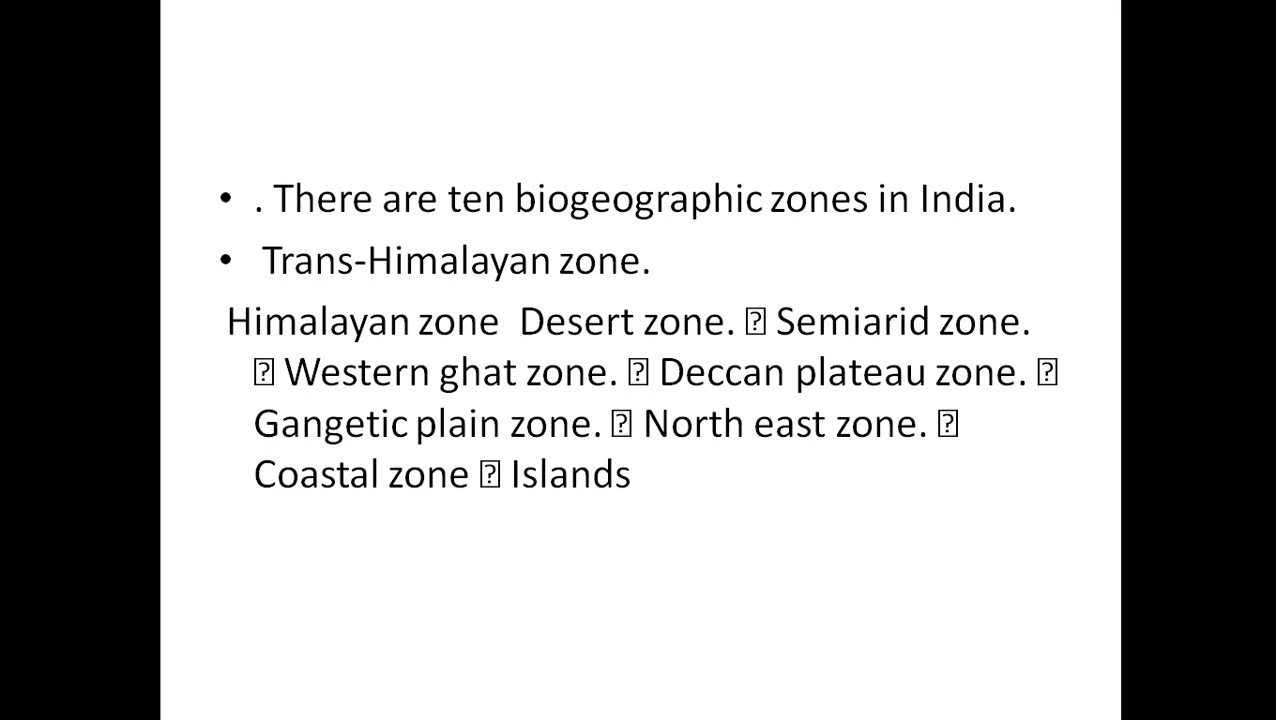 • . There are ten biogeographic zones in India.
• Trans-Himalayan zone.
Himalayan zone Desert zone. ⍰ Semiarid zone.
⍰ Western ghat zone. ⍰ Deccan plateau zone. ⍰
Gangetic plain zone. ⍰ North east zone. ⍰
Coastal zone ⍰ Islands